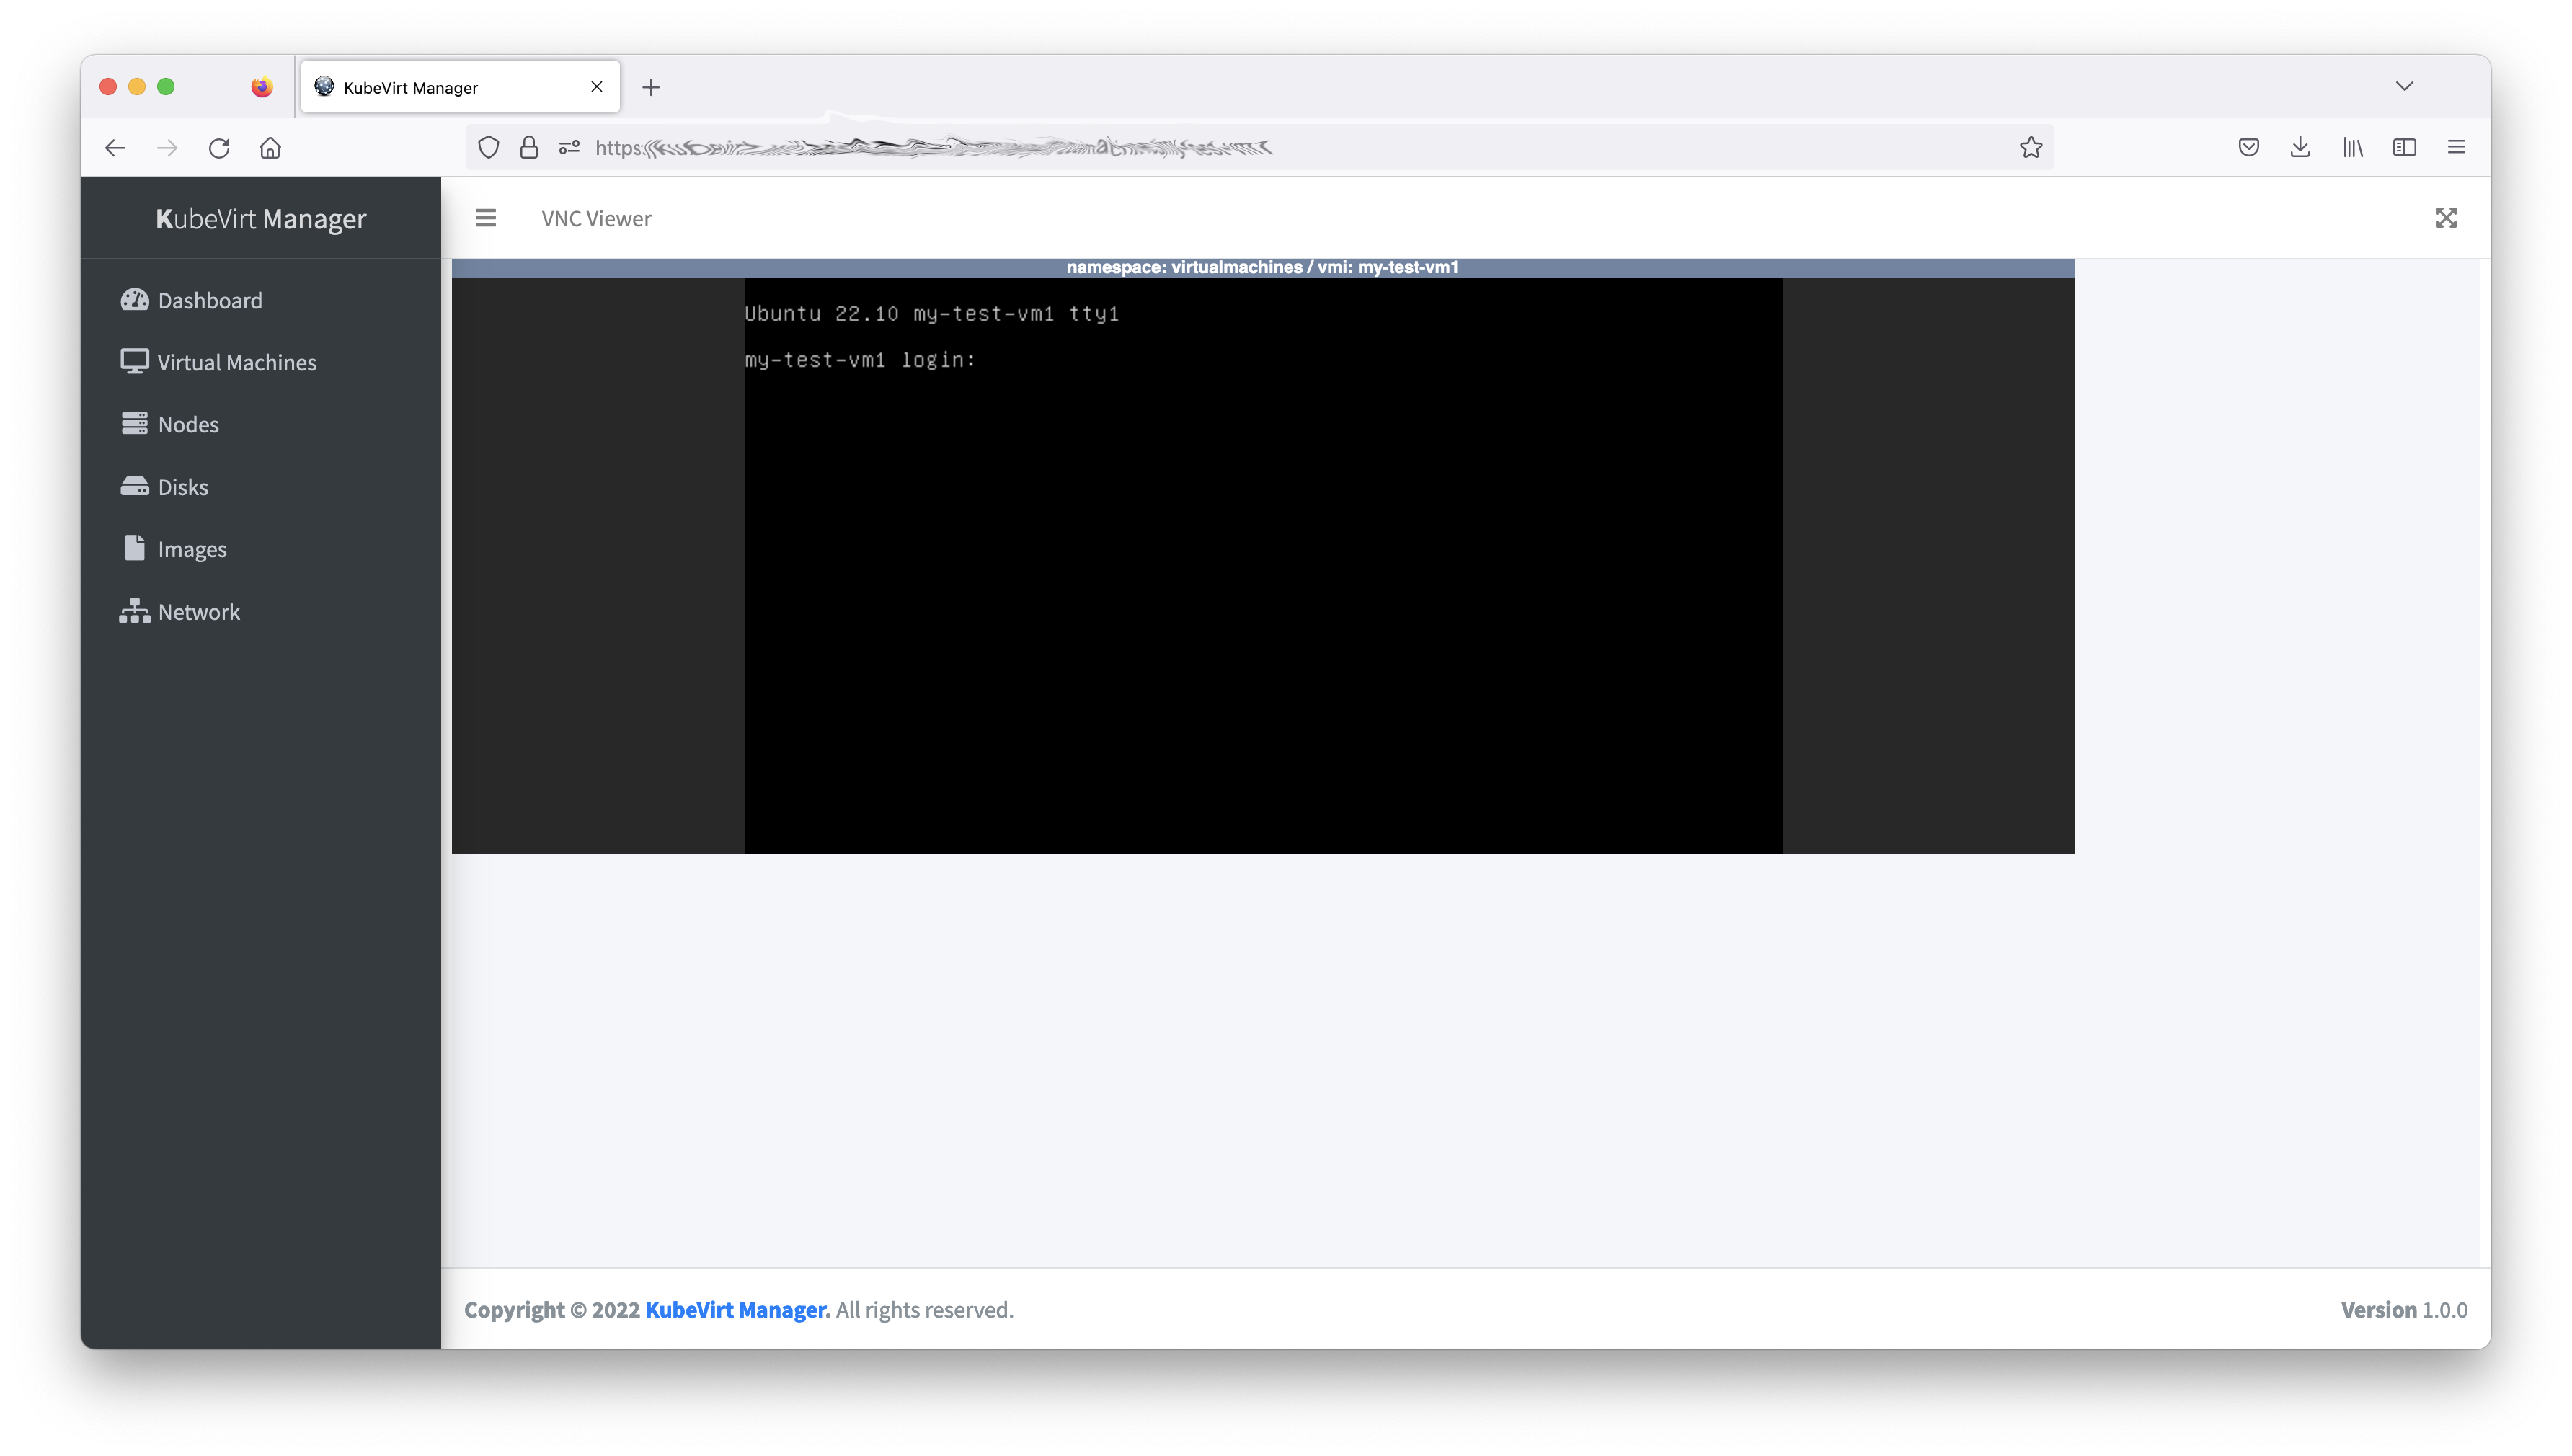 KubeVirt Manager
https:
KubeVirt Manager
VNC Viewer
Dashboard
Virtual Machines
Nodes
Disks
Images
Network
namespace: virtualmachines / vmi: my-test-vm1
Ubuntu 22.10 my-test-vm1 tty1
my-test-vm1 login:
Copyright © 2022 KubeVirt Manager. All rights reserved.
Version 1.0.0